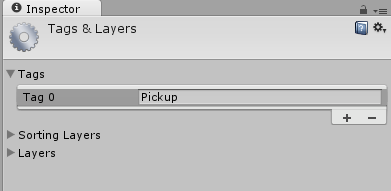 Inspector
Tags & Layers
Tags
Tag 0 Pickup
Sorting Layers
Layers